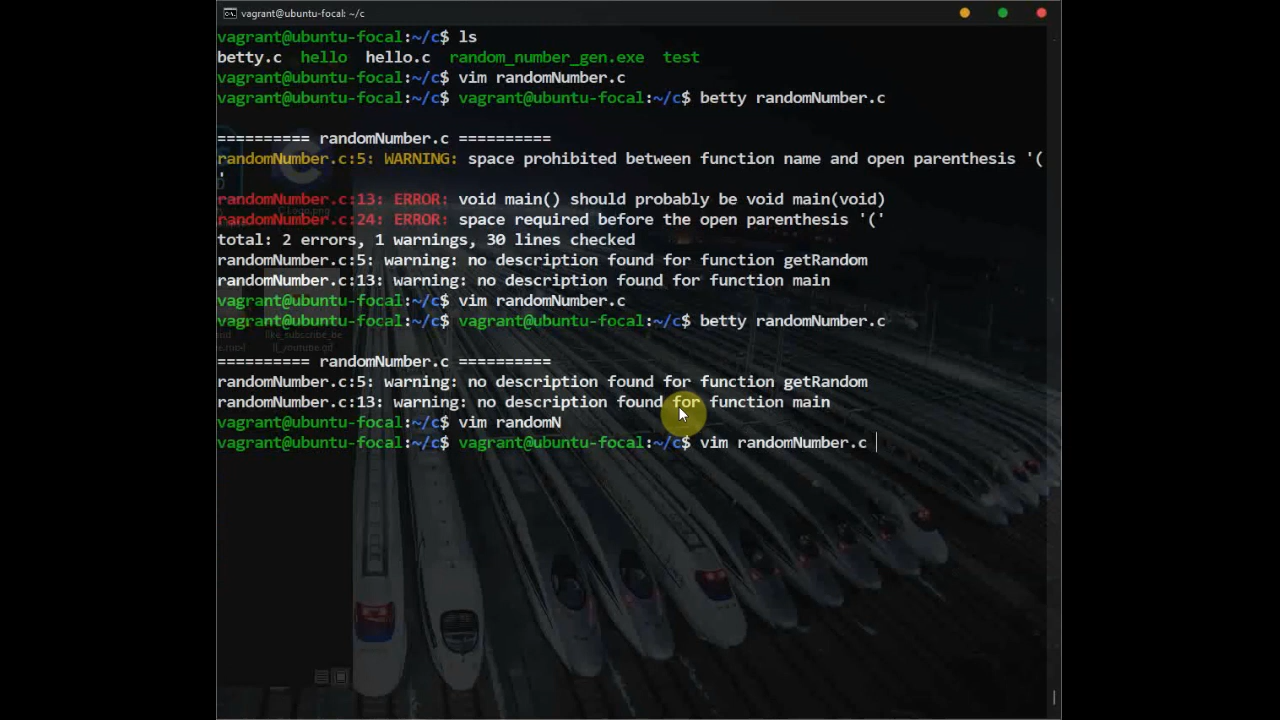 vagrant@ubuntu-focal: ~/c
vagrant@ubuntu-focal:~/c$ ls
betty.c hello hello.c random_number_gen.exe test
vagrant@ubuntu-focal:~/c$ vim randomNumber.c
vagrant@ubuntu-focal:~/c$ vagrant@ubuntu-focal:~/c$ betty randomNumber.c
========== randomNumber.c ==========
randomNumber.c:5: WARNING: space prohibited between function name and open parenthesis '(
'
randomNumber.c:13: ERROR: void main() should probably be void main(void)
randomNumber.c:24: ERROR: space required before the open parenthesis '('
total: 2 errors, 1 warnings, 30 lines checked
randomNumber.c:5: warning: no description found for function getRandom
randomNumber.c:13: warning: no description found for function main
vagrant@ubuntu-focal:~/c$ vim randomNumber.c
vagrant@ubuntu-focal:~/c$ vagrant@ubuntu-focal:~/c$ betty randomNumber.c
========== randomNumber.c ==========
randomNumber.c:5: warning: no description found for function getRandom
randomNumber.c:13: warning: no description found for function main
vagrant@ubuntu-focal:~/c$ vim randomN
vagrant@ubuntu-focal:~/c$ vagrant@ubuntu-focal:~/c$ vim randomNumber.c